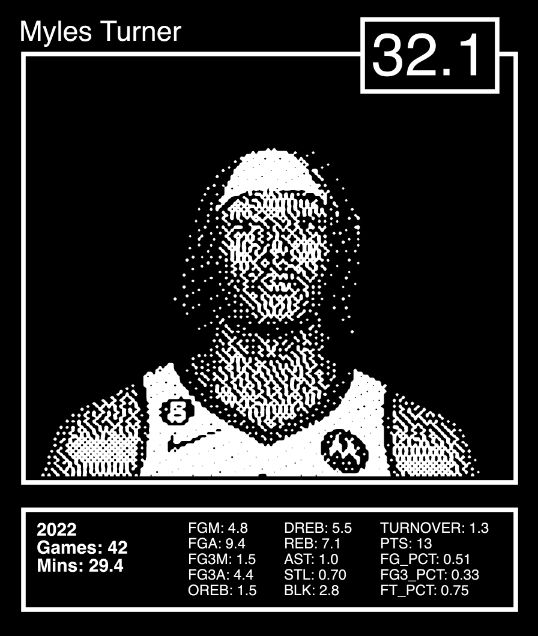 Myles Turner
32.1
8
2022
Games: 42
Mins: 29.4
FGM: 4.8
FGA: 9.4
FG3M: 1.5
FG3A: 4.4
OREB: 1.5
DREB: 5.5
REB: 7.1
AST: 1.0
STL: 0.70
BLK: 2.8
TURNOVER: 1.3
PTS: 13
FG_PCT: 0.51
FG3_PCT: 0.33
FT_PCT: 0.75